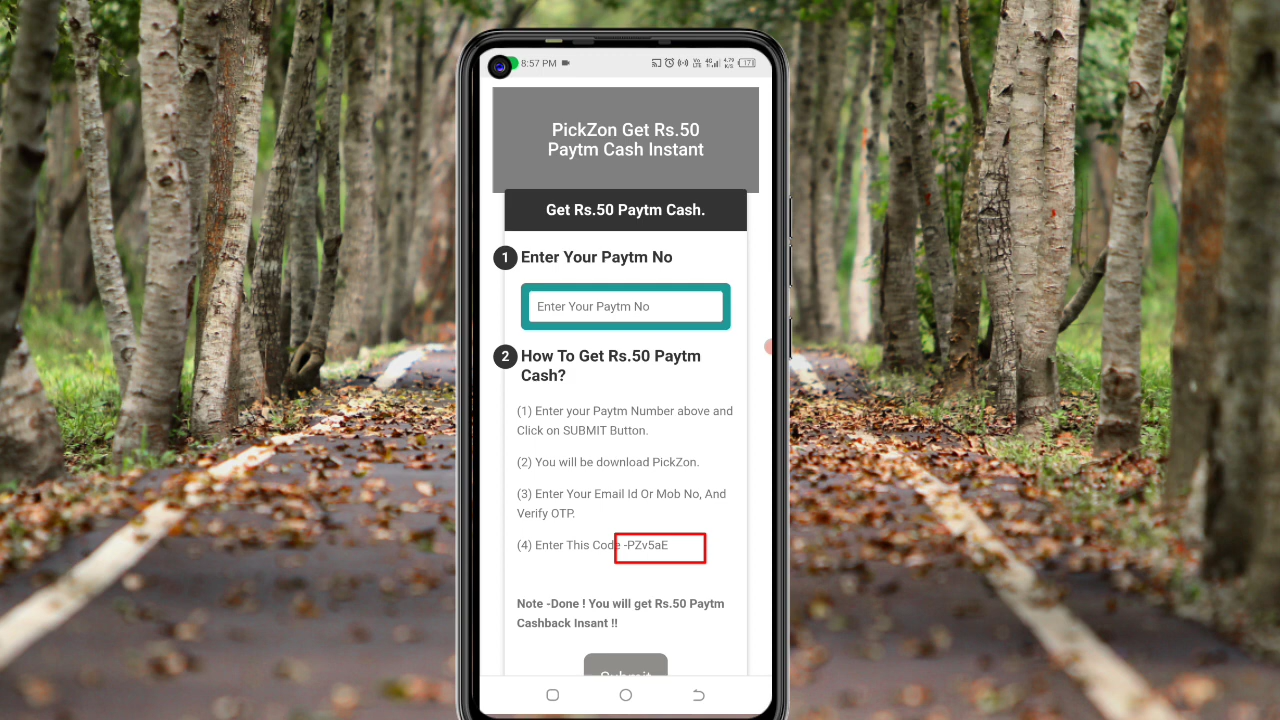 8:57 PM
PickZon Get Rs.50
Paytm Cash Instant
Get Rs.50 Paytm Cash.
1 Enter Your Paytm No
Enter Your Paytm No
2 How To Get Rs.50 Paytm
Cash?
(1) Enter your Paytm Number above and
Click on SUBMIT Button.
(2) You will be download PickZon.
(3) Enter Your Email Id Or Mob No, And
Verify OTP.
(4) Enter This Code -PZv5aE
Note -Done ! You will get Rs.50 Paytm
Cashback Insant !!
Submit